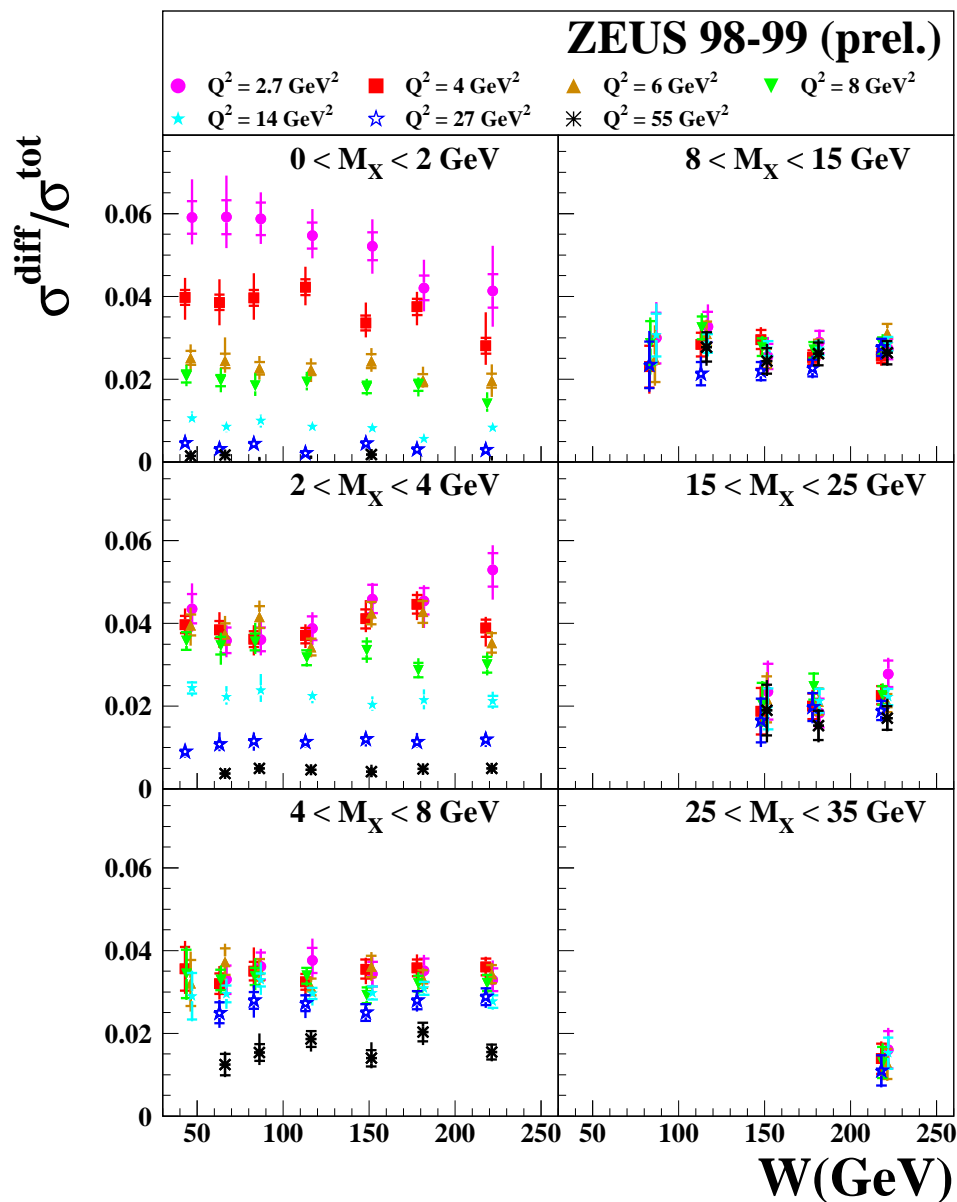 ZEUS 98-99 (prel.)
Q² = 2.7 GeV² Q² = 4 GeV² Q² = 6 GeV² Q² = 8 GeV²
Q² = 14 GeV² Q² = 27 GeV² Q² = 55 GeV²
σ^diff/σ^tot
0 < M_X < 2 GeV 8 < M_X < 15 GeV
0.06
0.04
0.02
0
2 < M_X < 4 GeV 15 < M_X < 25 GeV
0.06
0.04
0.02
0
4 < M_X < 8 GeV 25 < M_X < 35 GeV
0.06
0.04
0.02
0
50 100 150 200 250 50 100 150 200 250
W(GeV)